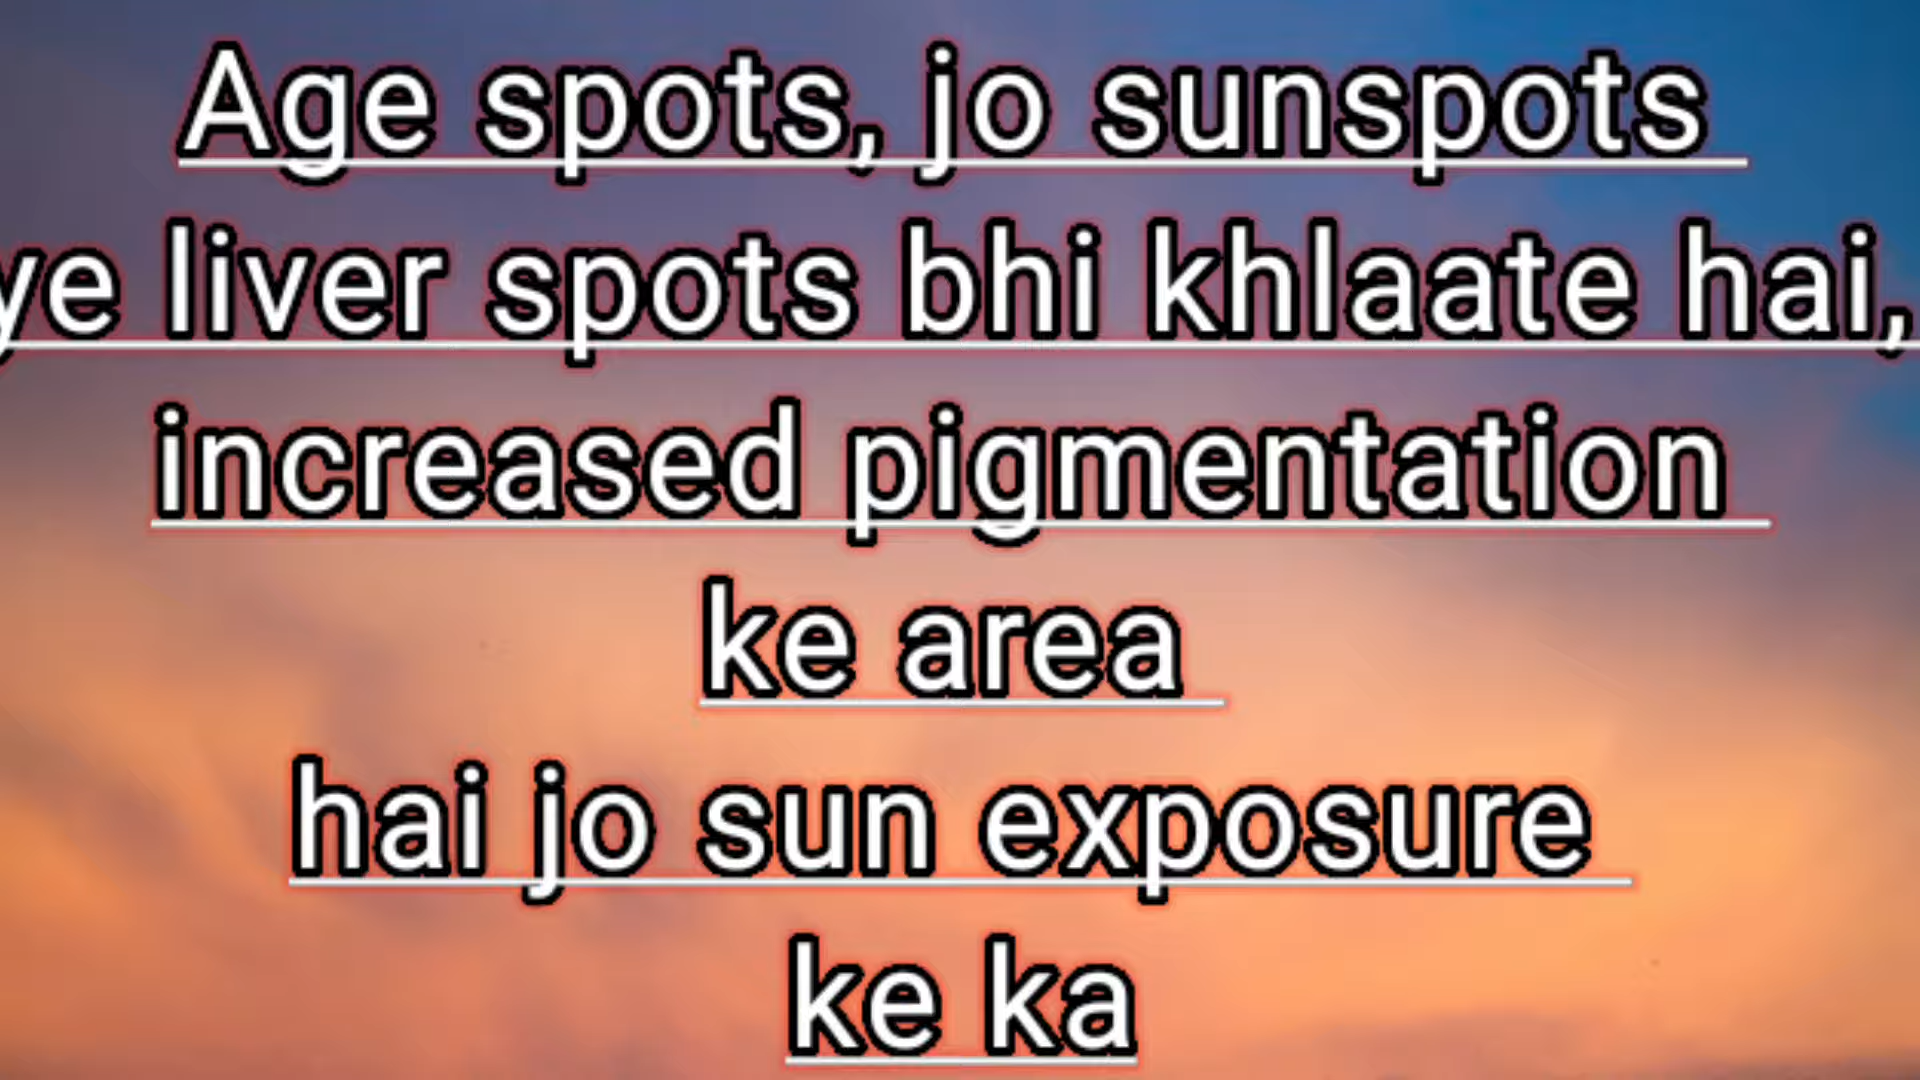 Age spots, jo sunspots
ye liver spots bhi khlaate hai,
increased pigmentation
ke area
hai jo sun exposure
ke ka